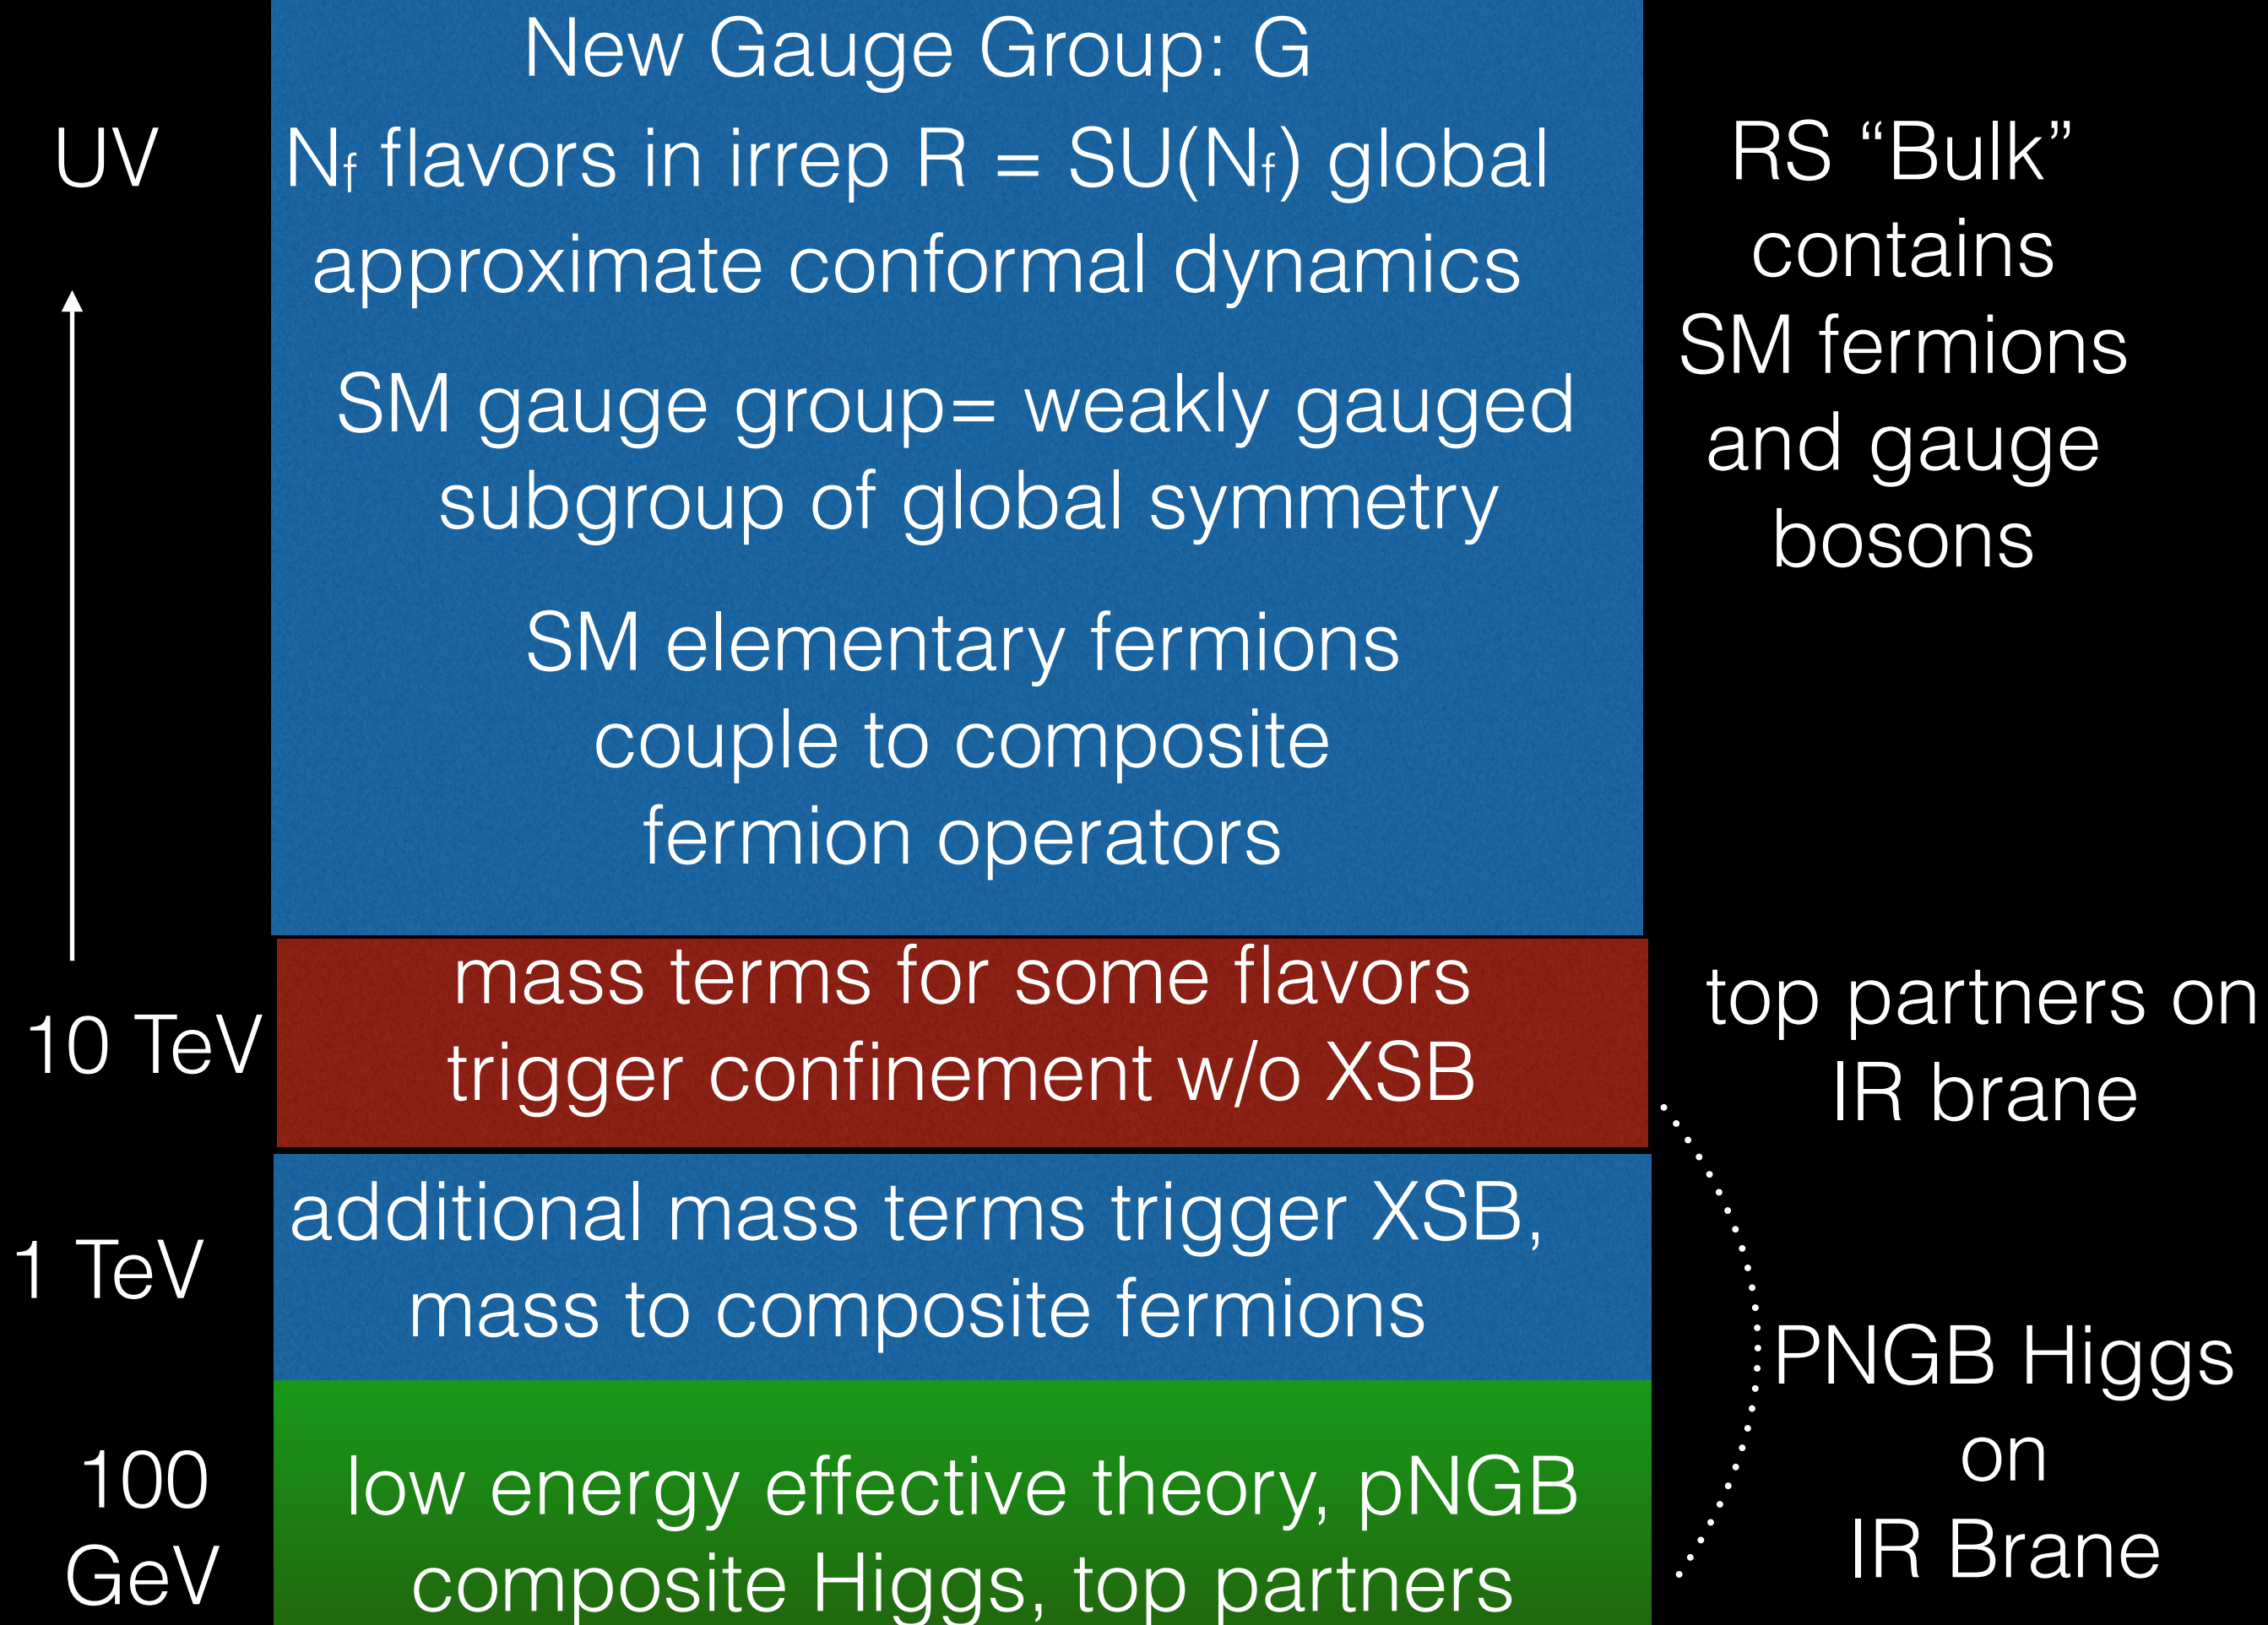 New Gauge Group: G
UV
Nf flavors in irrep R = SU(Nf) global
approximate conformal dynamics
SM gauge group= weakly gauged
subgroup of global symmetry
SM elementary fermions
couple to composite
fermion operators
RS “Bulk”
contains
SM fermions
and gauge
bosons
10 TeV
mass terms for some flavors
trigger confinement w/o XSB
top partners on
IR brane
1 TeV
additional mass terms trigger XSB,
mass to composite fermions
100
GeV
low energy effective theory, pNGB
composite Higgs, top partners
PNGB Higgs
on
IR Brane